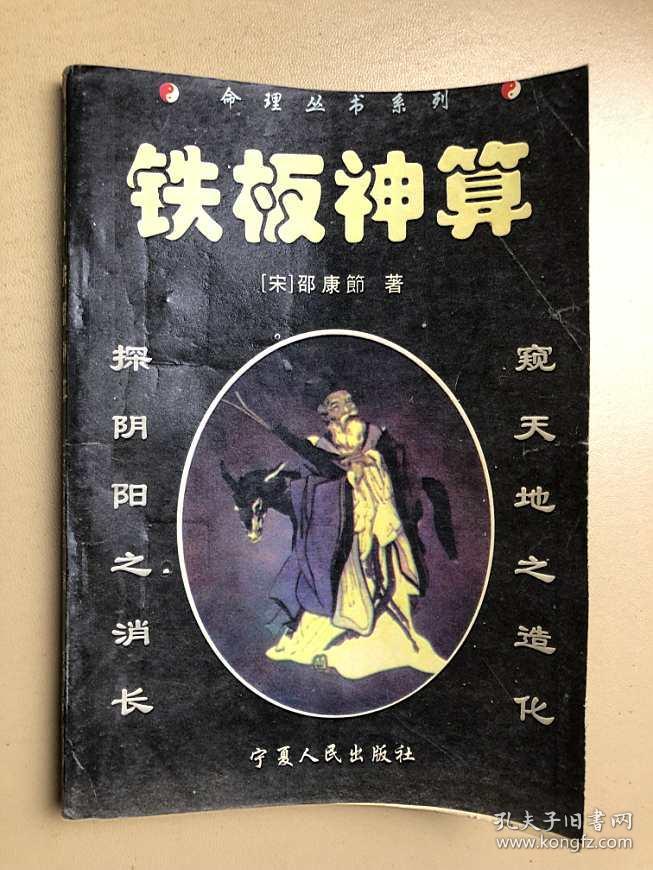 命理丛书系列
铁板神算
[宋]邵康節 著
窥天地之造化
探阴阳之消长
宁夏人民出版社
孔夫子旧书网
www.kongfz.com